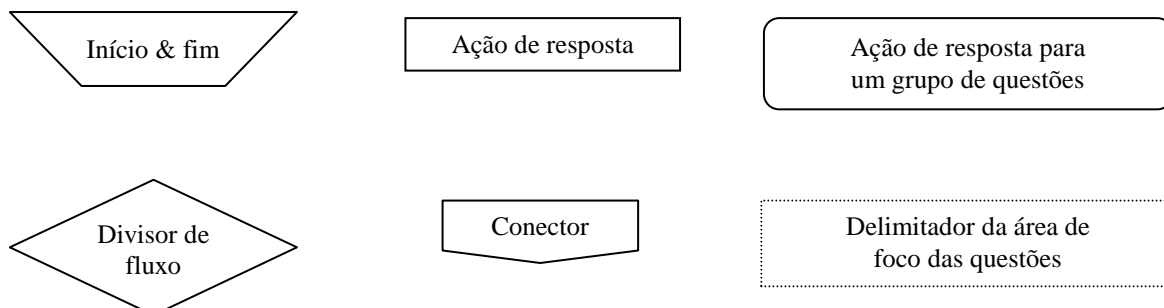 Início & fim
Ação de resposta
Ação de resposta para
um grupo de questões
Divisor de
fluxo
Conector
Delimitador da área de
foco das questões